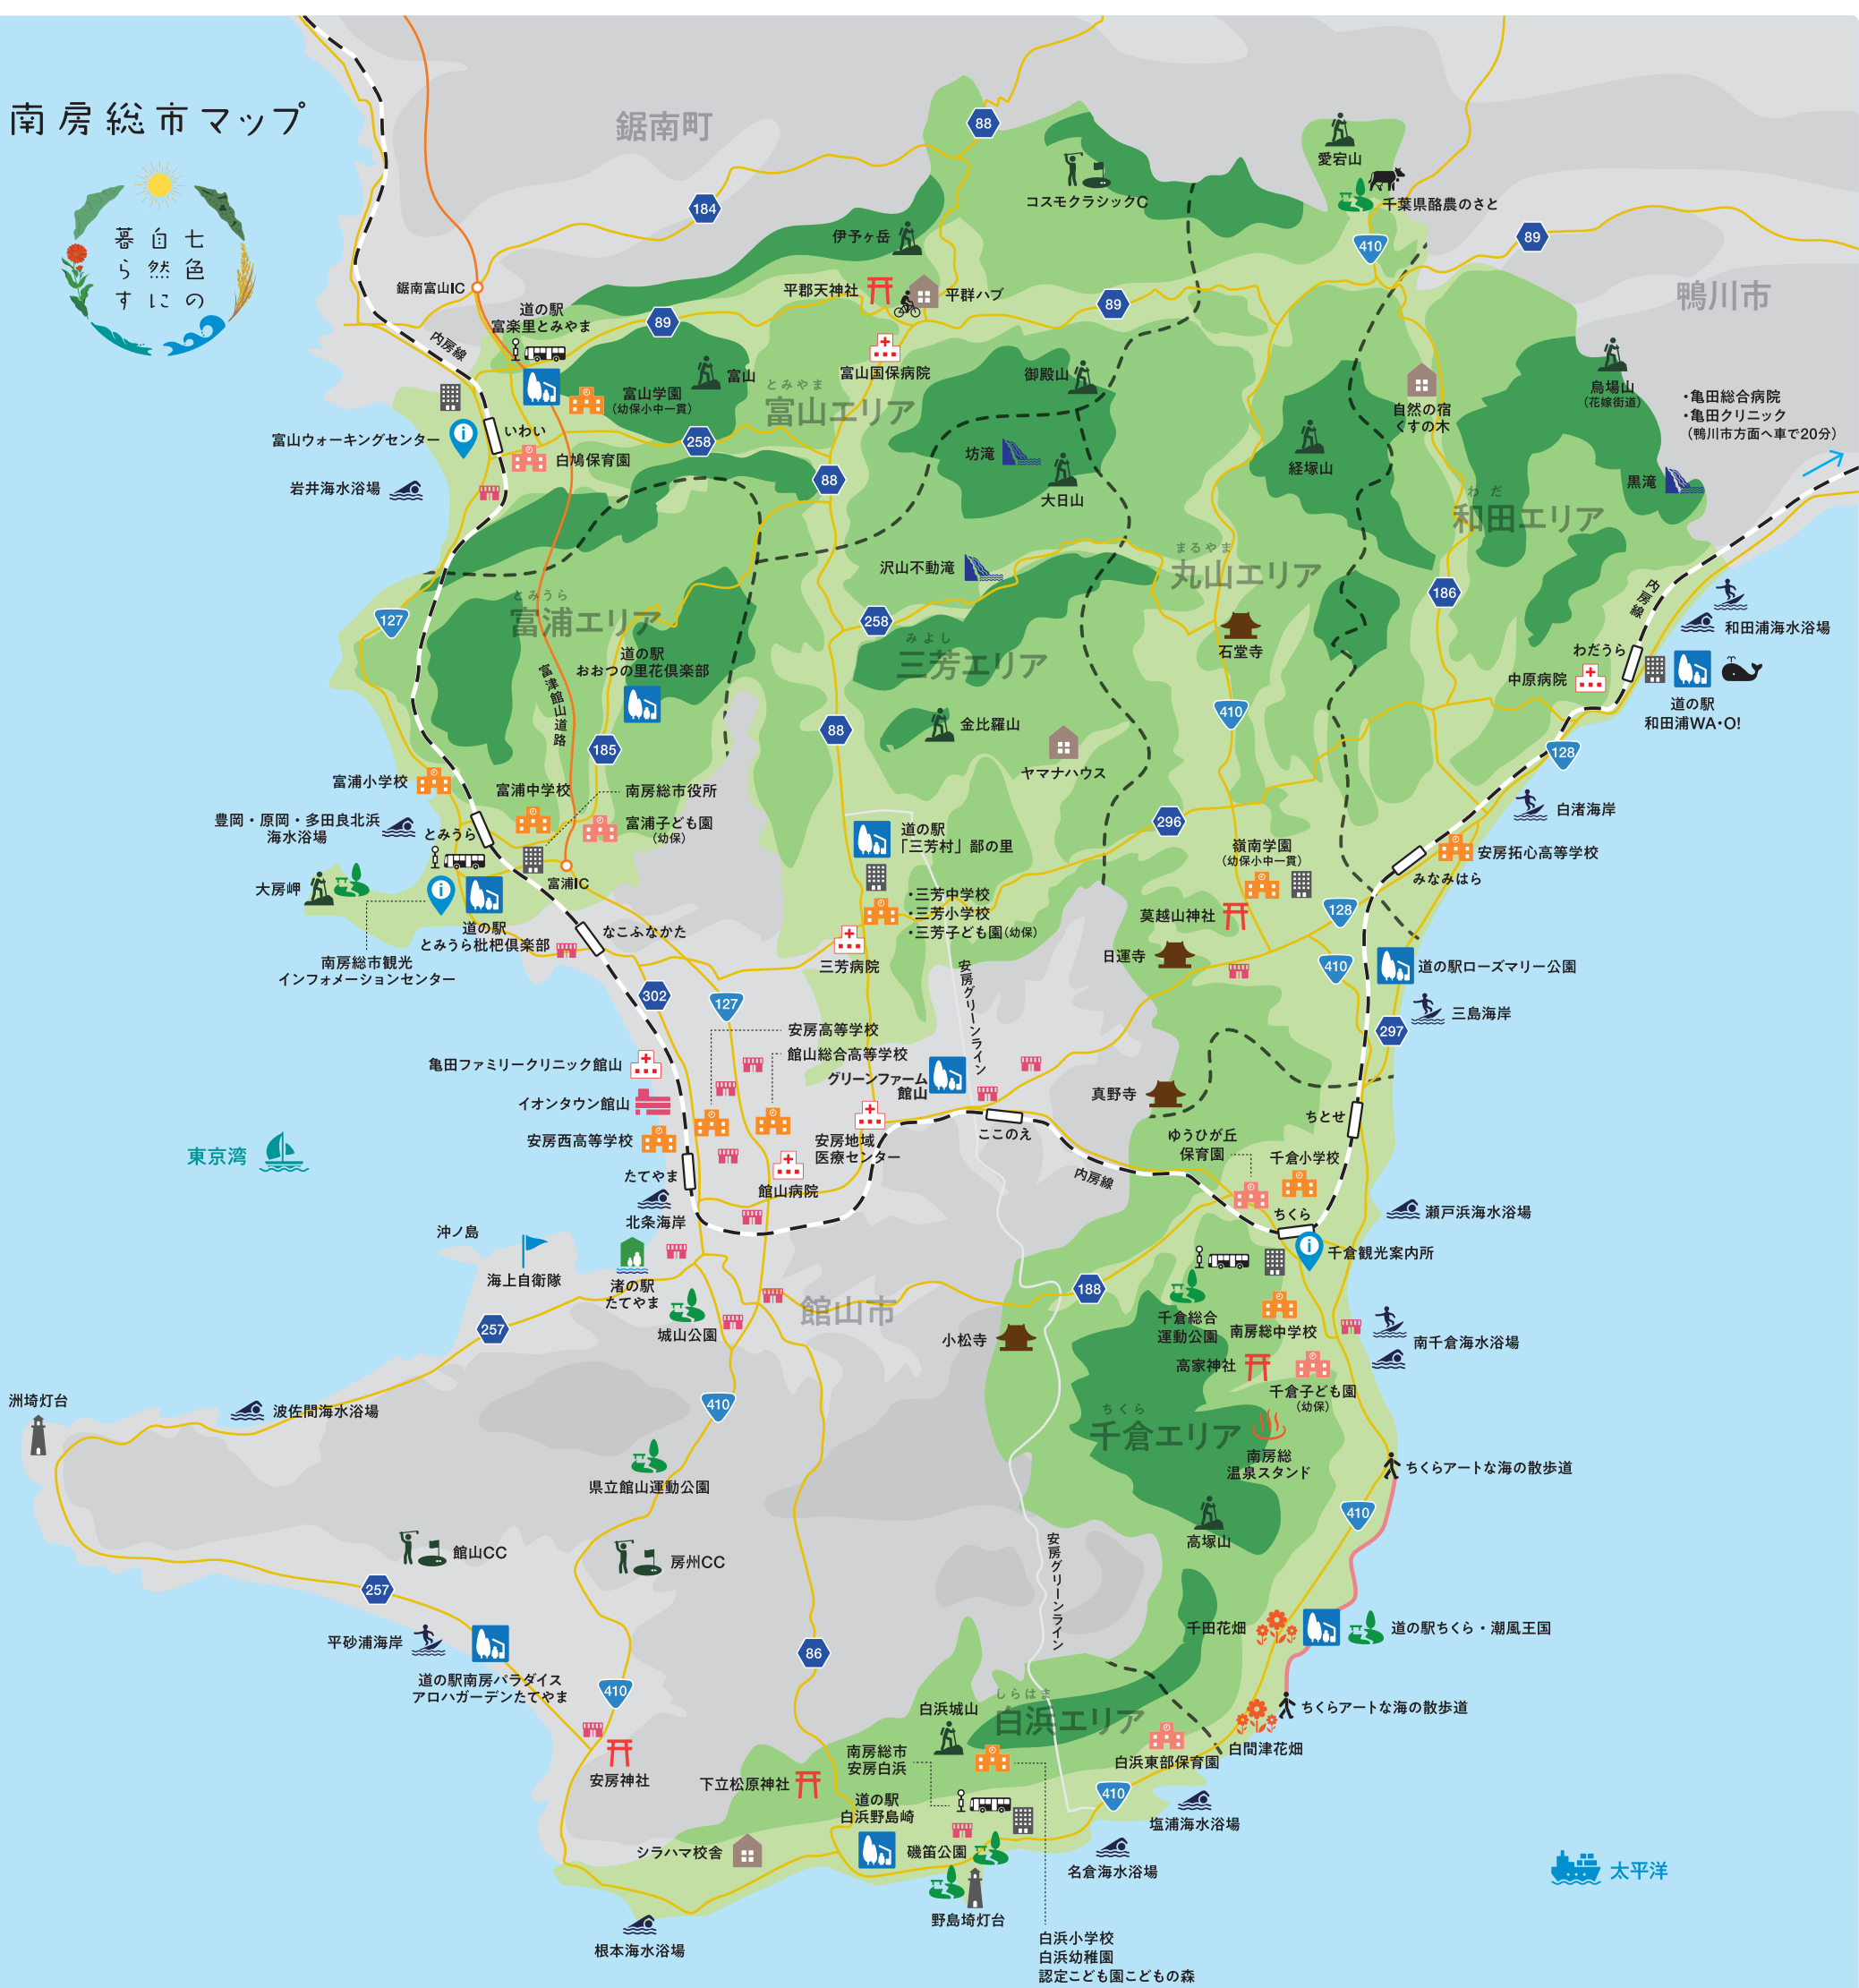 南房総市マップ
七色の
自然に
暮らす
鋸南町
88
愛宕山
コスモクラシックC
千葉県酪農のさと
184
伊予ヶ岳
410
89
鴨川市
鋸南富山IC
平郡天神社
平群ハブ
89
道の駅
富楽里とみやま
89
内房線
富山国保病院
御殿山
烏場山
(花嫁街道)
富山
富山学園
(幼保小中一貫)
とみやま
富山エリア
自然の宿
くすの木
・亀田総合病院
・亀田クリニック
(鴨川市方面へ車で20分)
富山ウォーキングセンター
いわい
258
白鳩保育園
坊滝
経塚山
88
大日山
黒滝
岩井海水浴場
わだ
和田エリア
沢山不動滝
まるやま
丸山エリア
186
内房線
127
とみうら
富浦エリア
258
みよし
三芳エリア
石堂寺
和田浦海水浴場
わだうら
中原病院
道の駅
おおつの里花倶楽部
富津館山道路
道の駅
和田浦WA・O!
410
88
金比羅山
ヤマナハウス
185
128
富浦小学校
富浦中学校
南房総市役所
白渚海岸
豊岡・原岡・多田良北浜
海水浴場
とみうら
富浦子ども園
(幼保)
296
道の駅
「三芳村」鄙の里
嶺南学園
(幼保小中一貫)
安房拓心高等学校
みなみはら
富浦IC
大房岬
・三芳中学校
・三芳小学校
・三芳子ども園(幼保)
莫越山神社
128
道の駅
とみうら枇杷倶楽部
なこふなかた
三芳病院
日運寺
410
道の駅ローズマリー公園
南房総市観光
インフォメーションセンター
安房グリーンライン
302
127
三島海岸
297
安房高等学校
館山総合高等学校
亀田ファミリークリニック館山
グリーンファーム
館山
イオンタウン館山
真野寺
ちとせ
安房西高等学校
安房地域
医療センター
ここのえ
ゆうひが丘
保育園
千倉小学校
東京湾
たてやま
館山病院
内房線
北条海岸
ちくら
瀬戸浜海水浴場
沖ノ島
千倉観光案内所
海上自衛隊
渚の駅
たてやま
188
館山市
千倉総合
運動公園
南房総中学校
257
城山公園
小松寺
南千倉海水浴場
高家神社
千倉子ども園
(幼保)
洲埼灯台
波佐間海水浴場
410
ちくら
千倉エリア
南房総
温泉スタンド
ちくらアートな海の散歩道
県立館山運動公園
410
高塚山
館山CC
房州CC
安房グリーンライン
257
千田花畑
道の駅ちくら・潮風王国
平砂浦海岸
86
道の駅南房パラダイス
アロハガーデンたてやま
410
しらはま
白浜エリア
白浜城山
ちくらアートな海の散歩道
白間津花畑
南房総市
安房白浜
白浜東部保育園
安房神社
下立松原神社
道の駅
白浜野島崎
410
塩浦海水浴場
シラハマ校舎
磯笛公園
名倉海水浴場
太平洋
野島埼灯台
根本海水浴場
白浜小学校
白浜幼稚園
認定こども園こどもの森